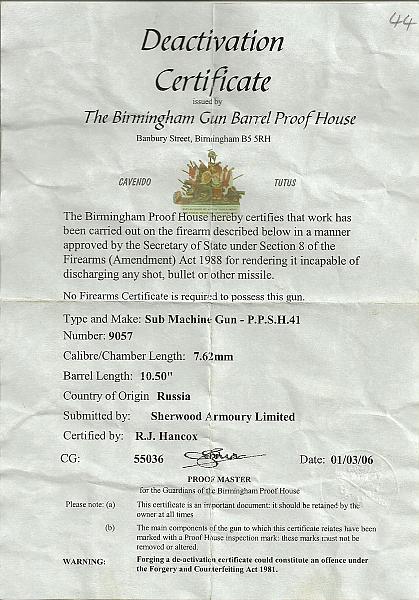 44
Deactivation
Certificate
issued by
The Birmingham Gun Barrel Proof House
Banbury Street, Birmingham B5 5RH
CAVENDO TUTUS
The Birmingham Proof House hereby certifies that work has
been carried out on the firearm described below in a manner
approved by the Secretary of State under Section 8 of the
Firearms (Amendment) Act 1988 for rendering it incapable of
discharging any shot, bullet or other missile.
No Firearms Certificate is required to possess this gun.
Type and Make: Sub Machine Gun - P.P.S.H.41
Number: 9057
Calibre/Chamber Length: 7.62mm
Barrel Length: 10.50"
Country of Origin Russia
Submitted by: Sherwood Armoury Limited
Certified by: R.J. Hancox
CG: 55036 Date: 01/03/06
PROOF MASTER
for the Guardians of the Birmingham Proof House
Please note: (a) This certificate is an important document: it should be retained by the
owner at all times
(b) The main components of the gun to which this certificate relates have been
marked with a Proof House inspection mark: these marks must not be
removed or altered.
WARNING: Forging a de-activation certificate could constitute an offence under
the Forgery and Counterfeiting Act 1981.